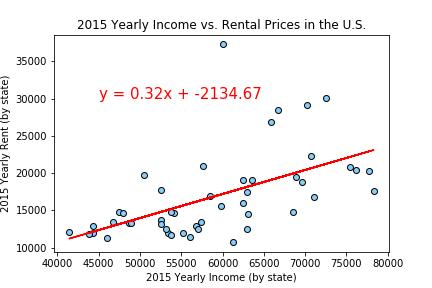 2015 Yearly Income vs. Rental Prices in the U.S.
2015 Yearly Rent (by state)
35000
30000
25000
20000
15000
10000
y = 0.32x + -2134.67
40000 45000 50000 55000 60000 65000 70000 75000 80000
2015 Yearly Income (by state)